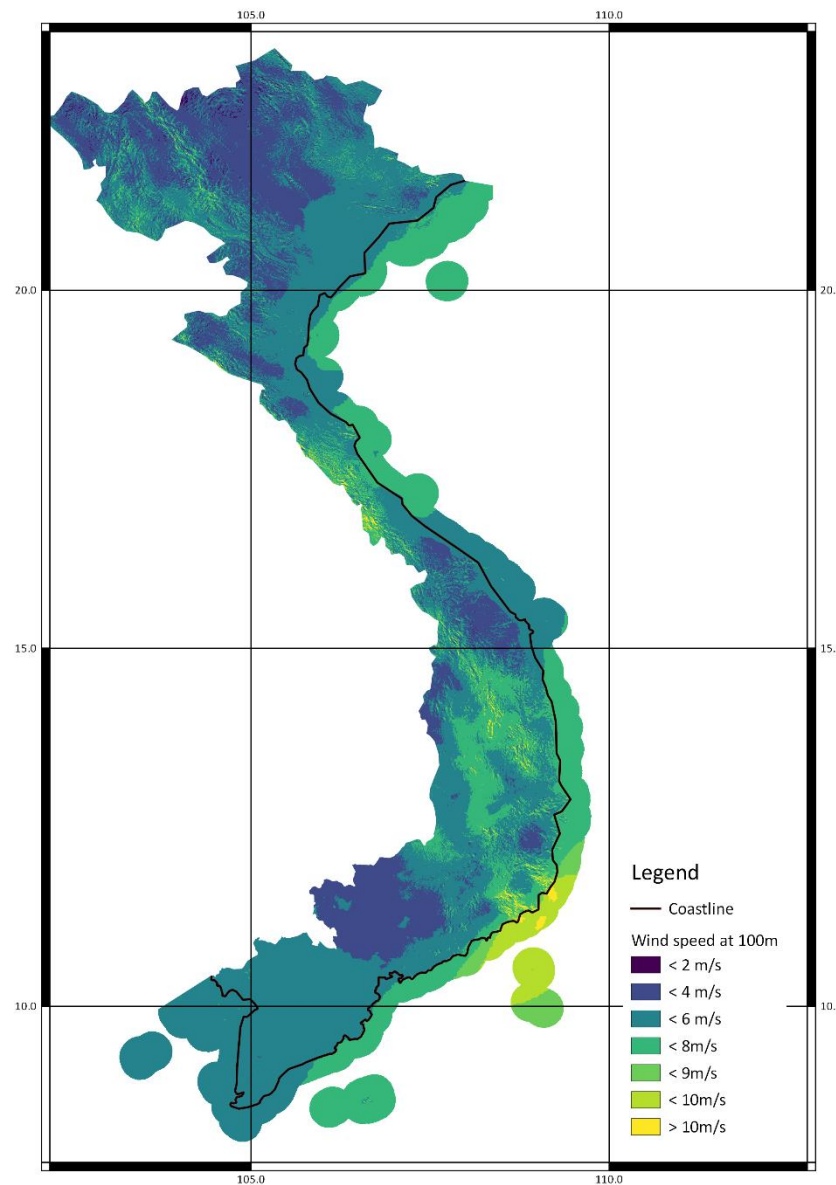 105.0 110.0
20.0 20.
15.0 15.
10.0 10.
Legend
Coastline
Wind speed at 100m
< 2 m/s
< 4 m/s
< 6 m/s
< 8m/s
< 9m/s
< 10m/s
> 10m/s
105.0 110.0